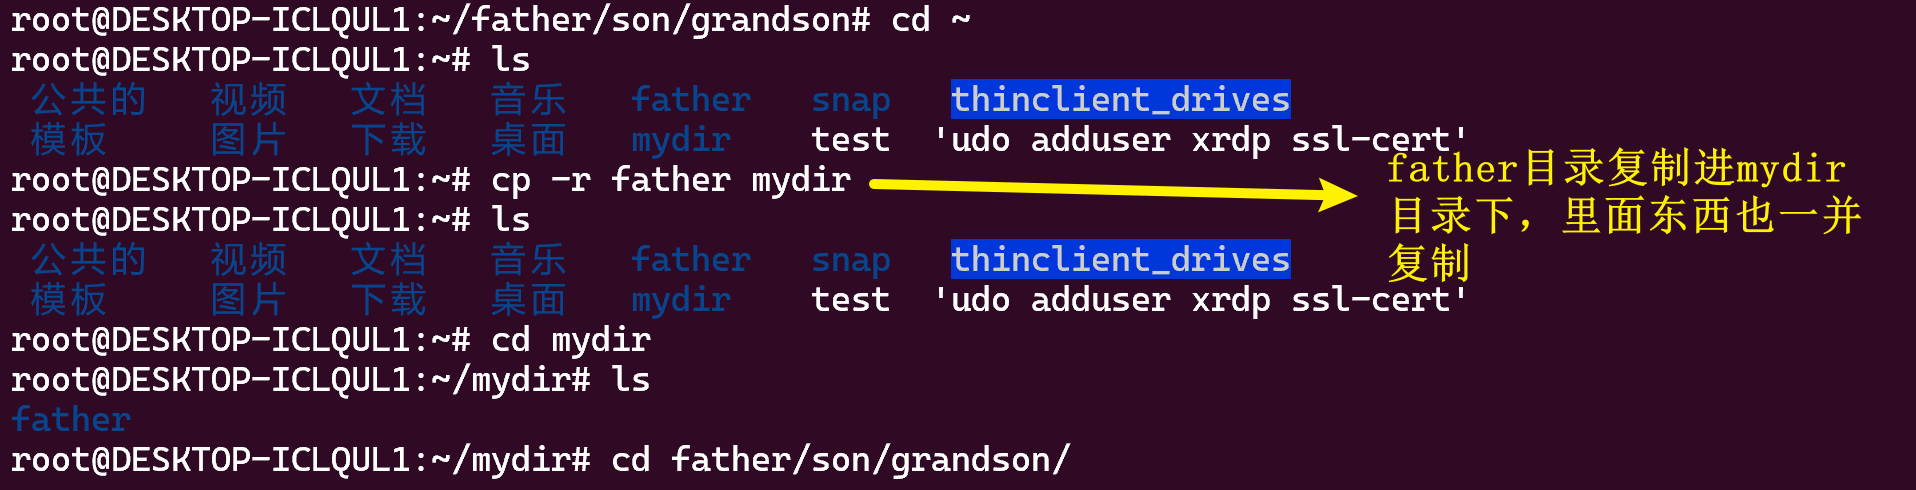 root@DESKTOP-ICLQUL1:~/father/son/grandson# cd ~
root@DESKTOP-ICLQUL1:~# ls
公共的 视频 文档 音乐 father snap thinclient_drives
模板 图片 下载 桌面 mydir test 'udo adduser xrdp ssl-cert'
root@DESKTOP-ICLQUL1:~# cp -r father mydir
father目录复制进mydir
目录下，里面东西也一并
复制
root@DESKTOP-ICLQUL1:~# ls
公共的 视频 文档 音乐 father snap thinclient_drives
模板 图片 下载 桌面 mydir test 'udo adduser xrdp ssl-cert'
root@DESKTOP-ICLQUL1:~# cd mydir
root@DESKTOP-ICLQUL1:~/mydir# ls
father
root@DESKTOP-ICLQUL1:~/mydir# cd father/son/grandson/